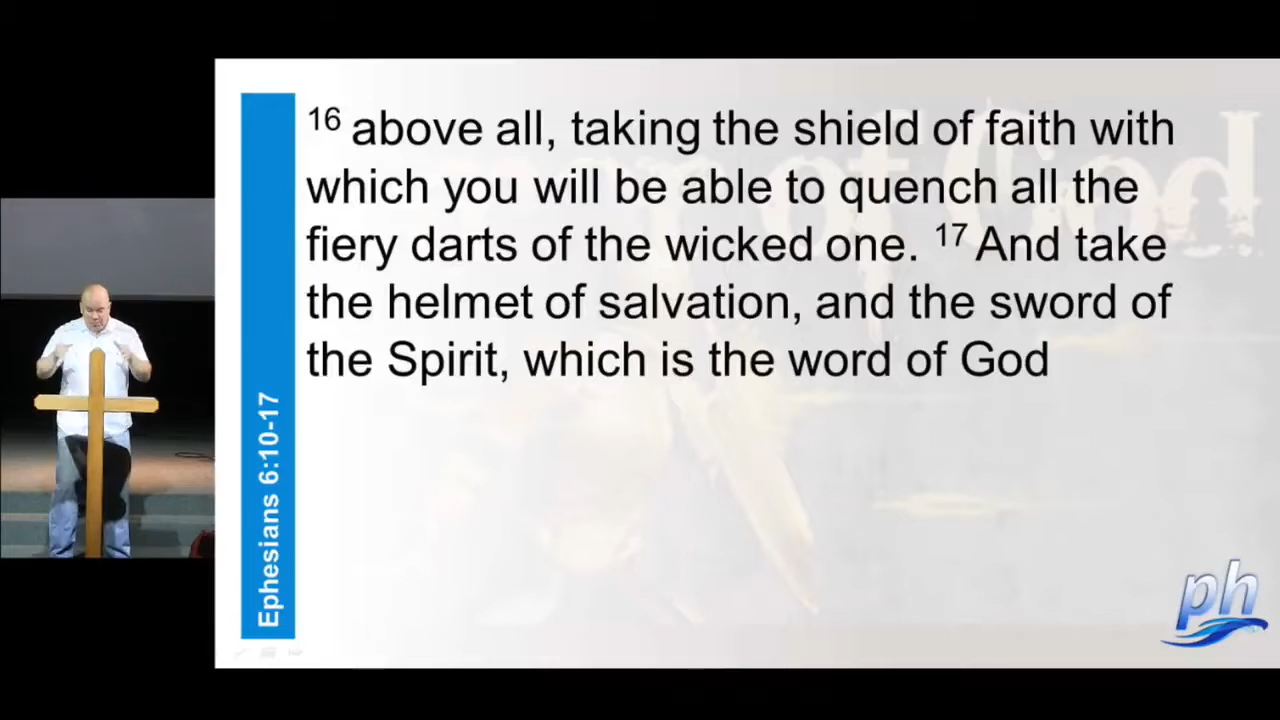 16 above all, taking the shield of faith with
which you will be able to quench all the
fiery darts of the wicked one. 17 And take
the helmet of salvation, and the sword of
the Spirit, which is the word of God
Ephesians 6:10-17
of God
ph